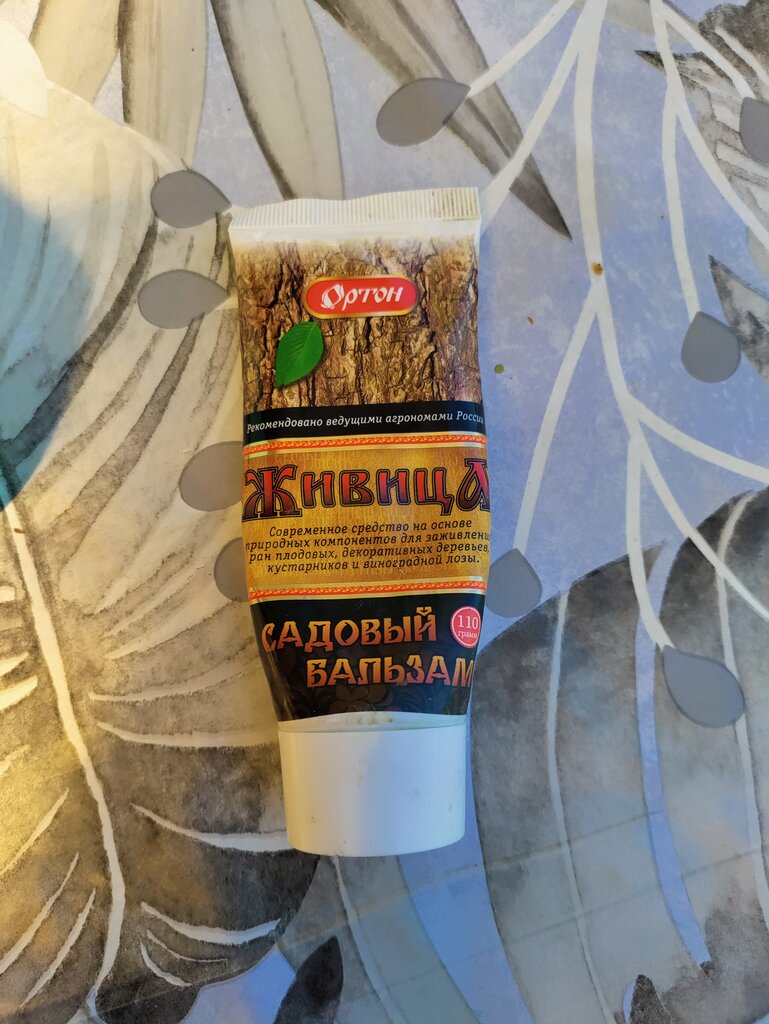 Ортон
Рекомендовано ведущими агрономами России
Живица
Современное средство на основе
природных компонентов для заживления
ран плодовых, декоративных деревьев,
кустарников и виноградной лозы.
САДОВЫЙ
БАЛЬЗАМ
110
грамм